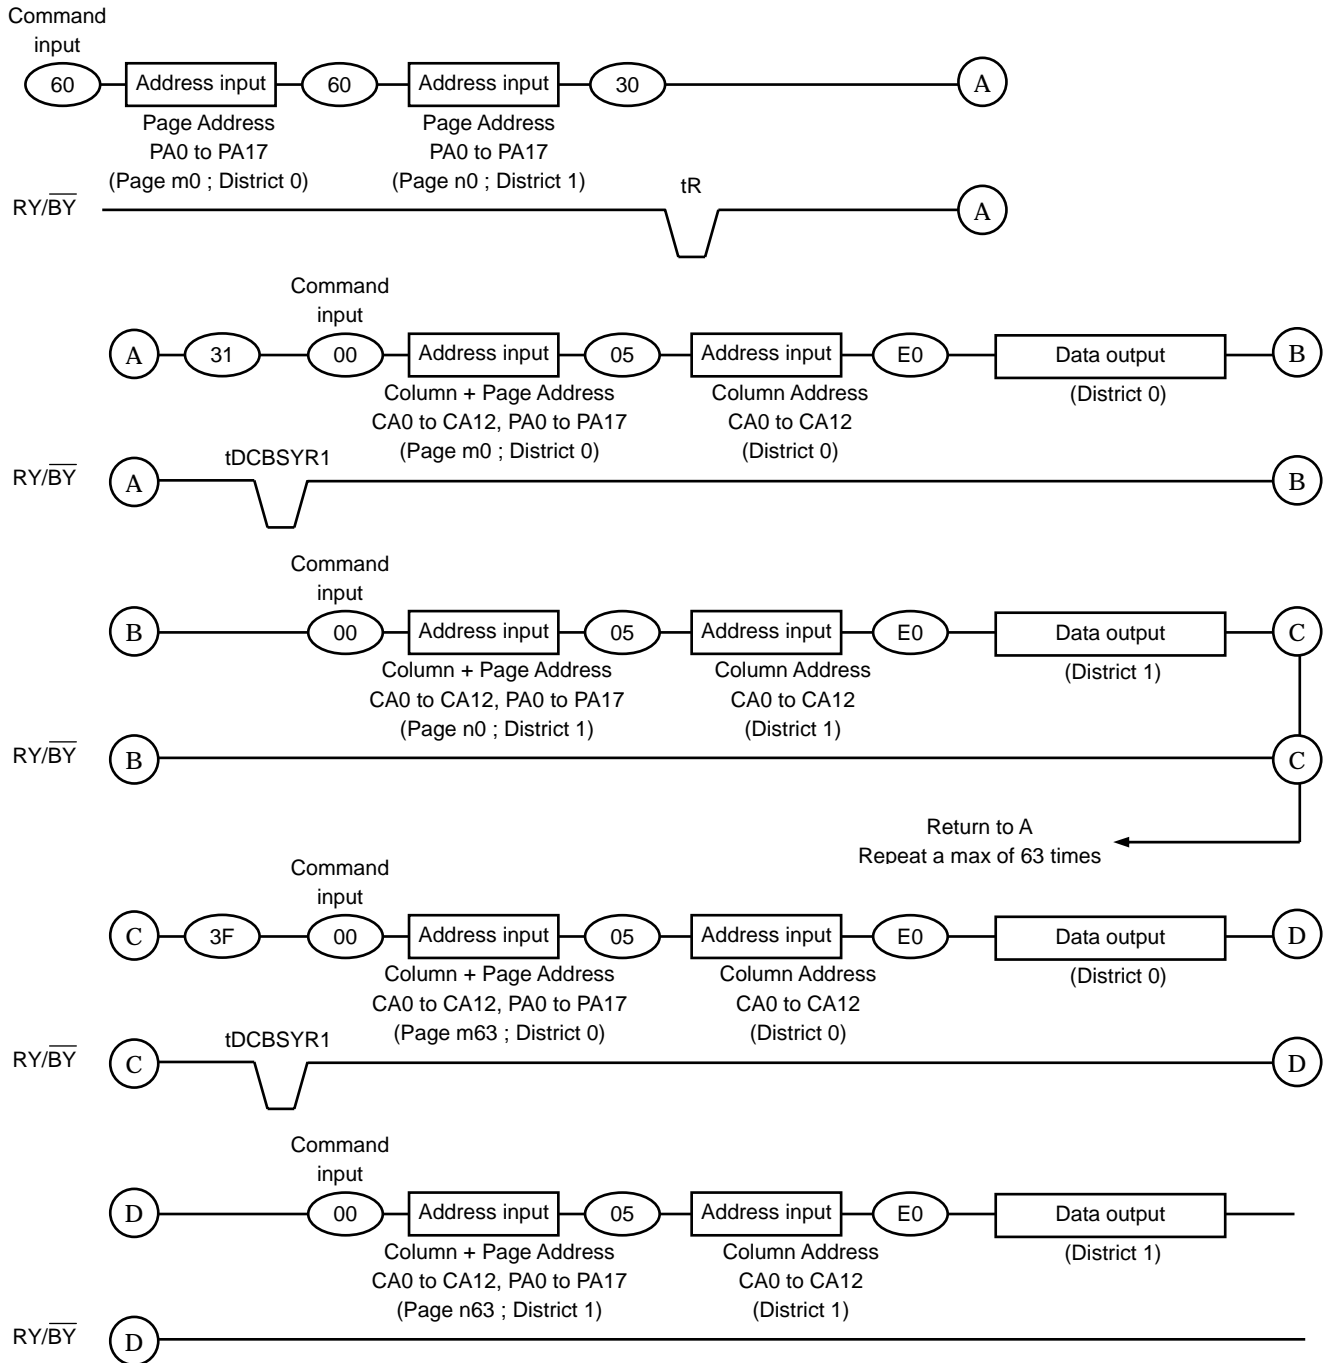 Command
input
60 Address input 60 Address input 30 A
Page Address Page Address
PA0 to PA17 PA0 to PA17
(Page m0 ; District 0) (Page n0 ; District 1)
tR
RY/BY A
Command
input
A 31 00 Address input 05 Address input E0 Data output B
Column + Page Address Column Address (District 0)
CA0 to CA12, PA0 to PA17 CA0 to CA12
(Page m0 ; District 0) (District 0)
tDCBSYR1
RY/BY A B
Command
input
B 00 Address input 05 Address input E0 Data output C
Column + Page Address Column Address (District 1)
CA0 to CA12, PA0 to PA17 CA0 to CA12
(Page n0 ; District 1) (District 1)
RY/BY B C
Return to A
Repeat a max of 63 times
Command
input
C 3F 00 Address input 05 Address input E0 Data output D
Column + Page Address Column Address (District 0)
CA0 to CA12, PA0 to PA17 CA0 to CA12
(Page m63 ; District 0) (District 0)
tDCBSYR1
RY/BY C D
Command
input
D 00 Address input 05 Address input E0 Data output
Column + Page Address Column Address (District 1)
CA0 to CA12, PA0 to PA17 CA0 to CA12
(Page n63 ; District 1) (District 1)
RY/BY D